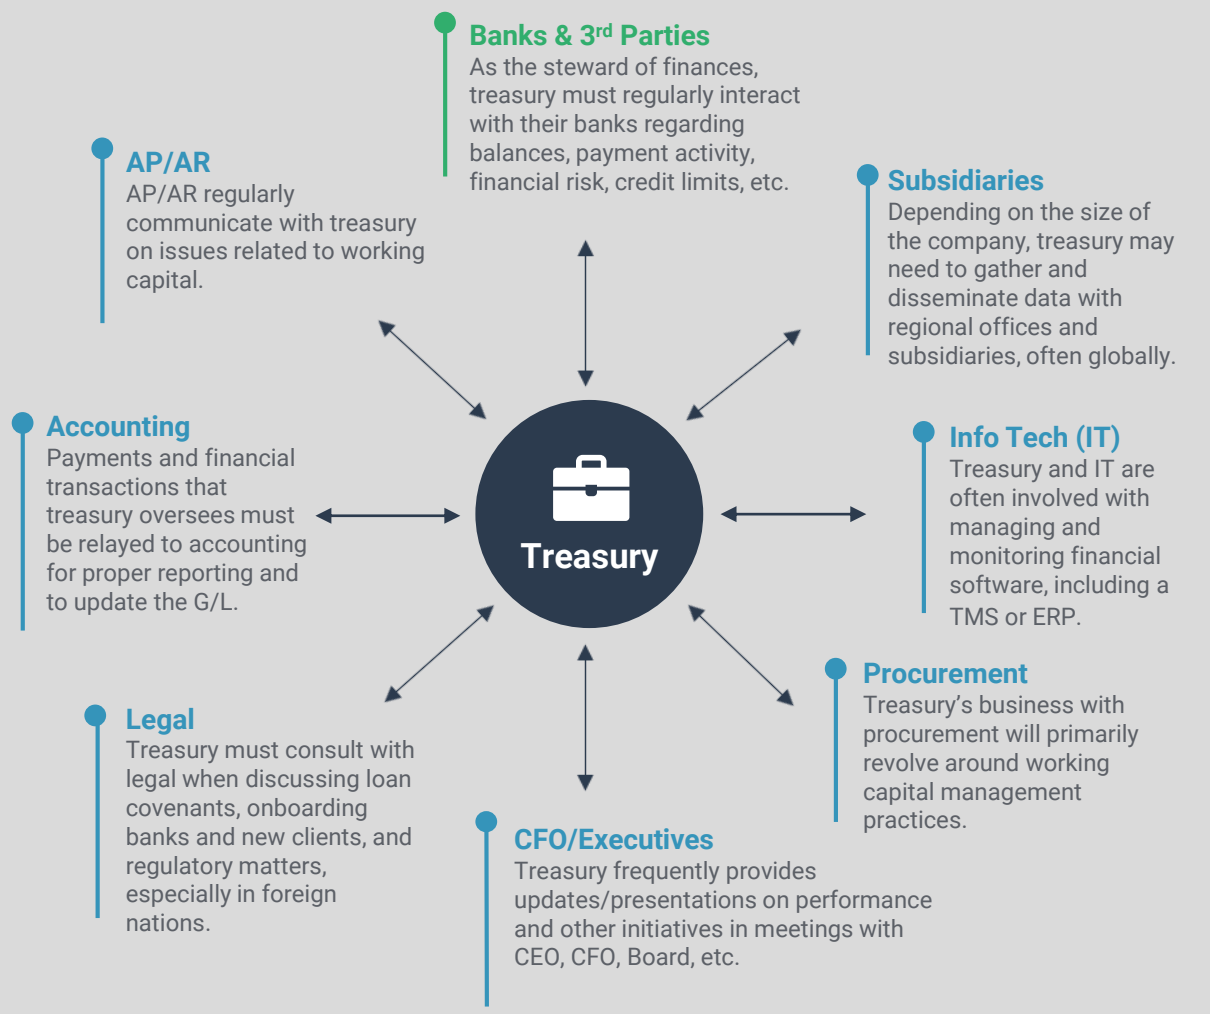 Banks & 3rd Parties
As the steward of finances,
treasury must regularly interact
with their banks regarding
balances, payment activity,
financial risk, credit limits, etc.
AP/AR
AP/AR regularly
communicate with treasury
on issues related to working
capital.
Subsidiaries
Depending on the size of
the company, treasury may
need to gather and
disseminate data with
regional offices and
subsidiaries, often globally.
Accounting
Payments and financial
transactions that
treasury oversees must
be relayed to accounting
for proper reporting and
to update the G/L.
Treasury
Info Tech (IT)
Treasury and IT are
often involved with
managing and
monitoring financial
software, including a
TMS or ERP.
Legal
Treasury must consult with
legal when discussing loan
covenants, onboarding
banks and new clients, and
regulatory matters,
especially in foreign
nations.
Procurement
Treasury’s business with
procurement will primarily
revolve around working
capital management
practices.
CFO/Executives
Treasury frequently provides
updates/presentations on performance
and other initiatives in meetings with
CEO, CFO, Board, etc.